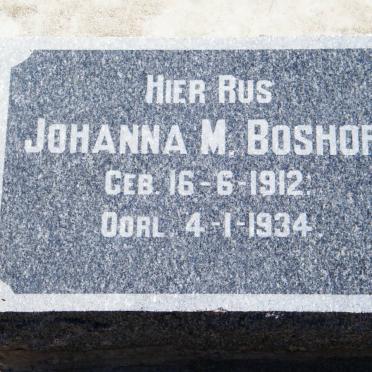 HIER RUS
JOHANNA M. BOSHOF
GEB. 16-6-1912.
OORL. 4-1-1934